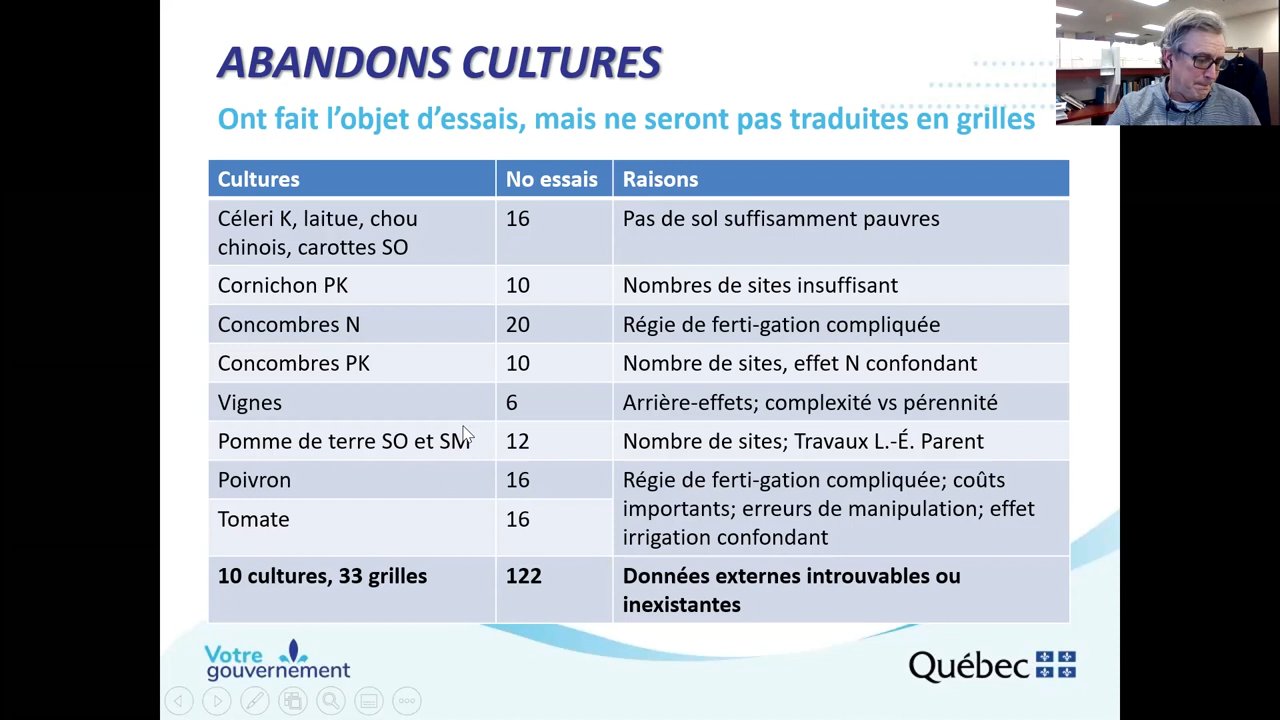 ABANDONS CULTURES
Ont fait l’objet d’essais, mais ne seront pas traduites en grilles
Cultures No essais Raisons
Céleri K, laitue, chou
chinois, carottes SO
16
Pas de sol suffisamment pauvres
Cornichon PK 10 Nombres de sites insuffisant
Concombres N 20 Régie de ferti-gation compliquée
Concombres PK 10 Nombre de sites, effet N confondant
Vignes 6 Arrière-effets; complexité vs pérennité
Pomme de terre SO et SM 12 Nombre de sites; Travaux L.-É. Parent
Poivron 16
Tomate 16
Régie de ferti-gation compliquée; coûts
importants; erreurs de manipulation; effet
irrigation confondant
10 cultures, 33 grilles 122
Données externes introuvables ou
inexistantes
Votre
gouvernement
Québec